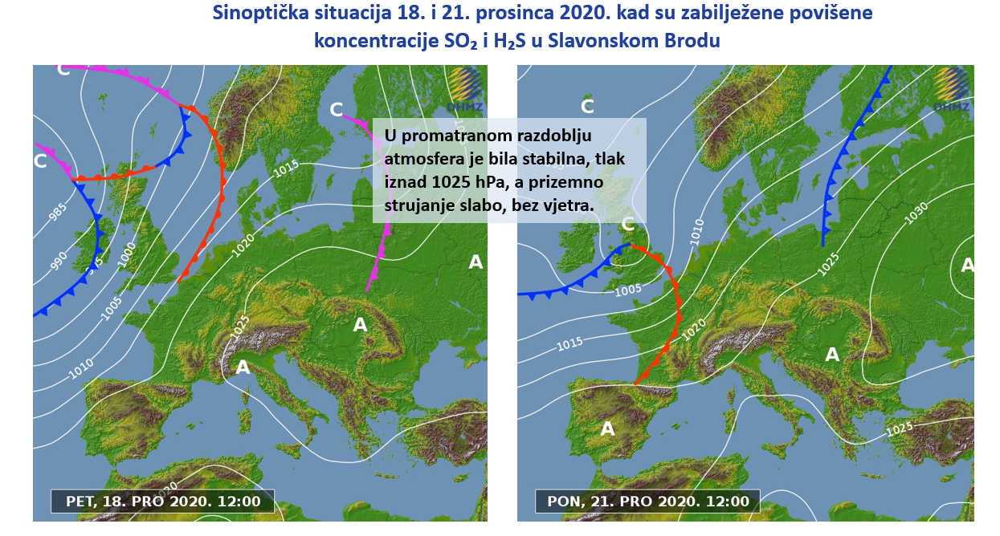 Sinoptička situacija 18. i 21. prosinca 2020. kad su zabilježene povišene
koncentracije SO₂ i H₂S u Slavonskom Brodu
C
C
C
DHMZ
985
990
1000
1005
1010
1015
1020
1025
A
A
A
1020
PET, 18. PRO 2020. 12:00
U promatranom razdoblju
atmosfera je bila stabilna, tlak
iznad 1025 hPa, a prizemno
strujanje slabo, bez vjetra.
C
C
DHMZ
1010
1030
1025
1005
1015
1020
A
A
A
1025
PON, 21. PRO 2020. 12:00